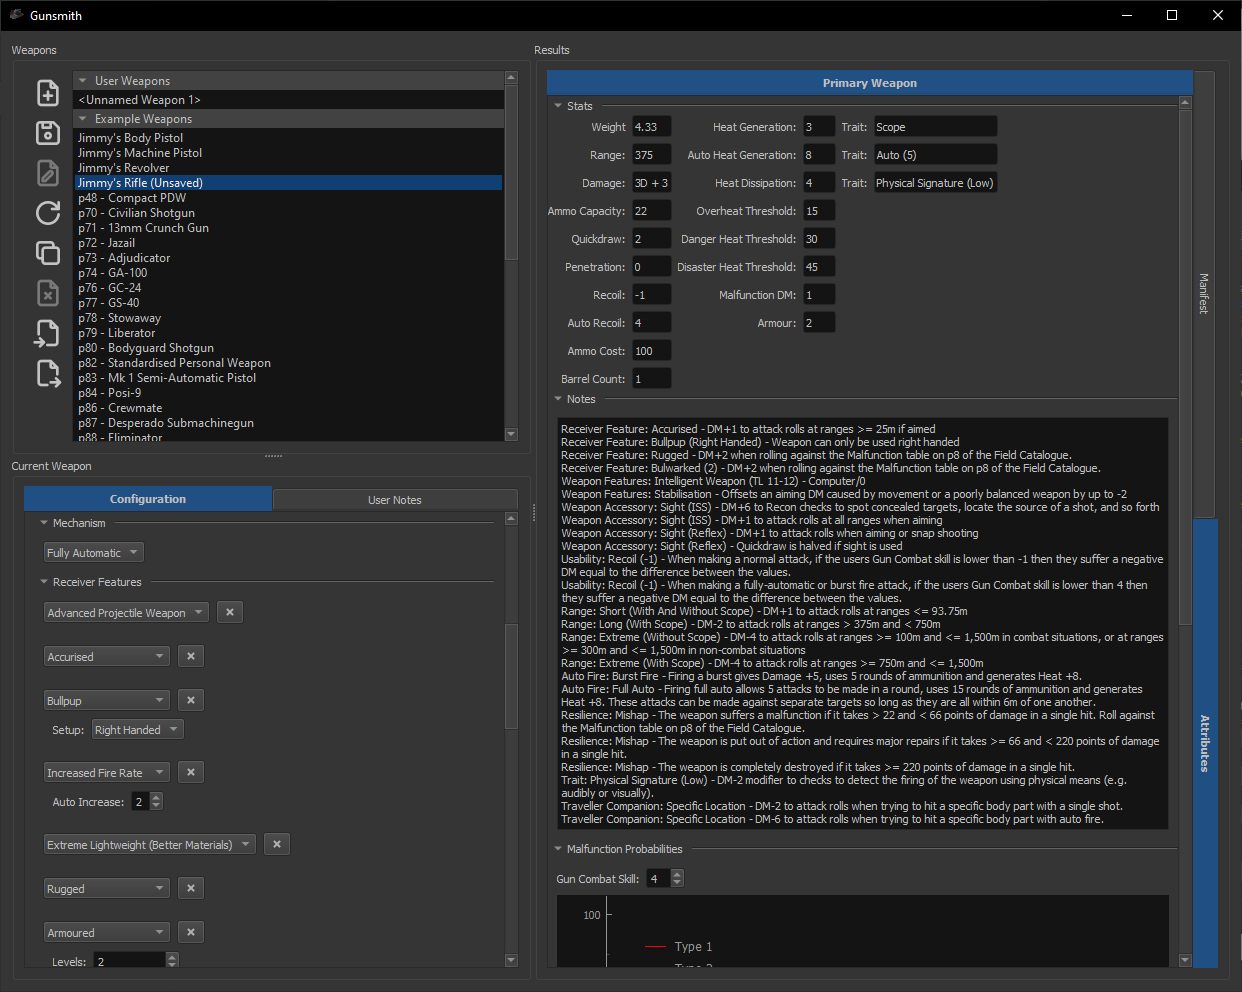 Gunsmith
Weapons
User Weapons
<Unnamed Weapon 1>
Example Weapons
Jimmy's Body Pistol
Jimmy's Machine Pistol
Jimmy's Revolver
Jimmy's Rifle (Unsaved)
p48 - Compact PDW
p70 - Civilian Shotgun
p71 - 13mm Crunch Gun
p72 - Jazail
p73 - Adjudicator
p74 - GA-100
p76 - GC-24
p77 - GS-40
p78 - Stowaway
p79 - Liberator
p80 - Bodyguard Shotgun
p82 - Standardised Personal Weapon
p83 - Mk 1 Semi-Automatic Pistol
p84 - Posi-9
p86 - Crewmate
p87 - Desperado Submachinegun
p88 - Eliminator
Current Weapon
Configuration
User Notes
Mechanism
Fully Automatic
Receiver Features
Advanced Projectile Weapon
Accurised
Bullpup
Setup: Right Handed
Increased Fire Rate
Auto Increase: 2
Extreme Lightweight (Better Materials)
Rugged
Armoured
Levels: 2
Results
Primary Weapon
Stats
Weight 4.33 Heat Generation: 3 Trait: Scope
Range: 375 Auto Heat Generation: 8 Trait: Auto (5)
Damage: 3D + 3 Heat Dissipation: 4 Trait: Physical Signature (Low)
Ammo Capacity: 22 Overheat Threshold: 15
Quickdraw: 2 Danger Heat Threshold: 30
Penetration: 0 Disaster Heat Threshold: 45
Recoil: -1 Malfunction DM: 1
Auto Recoil: 4 Armour: 2
Ammo Cost: 100
Barrel Count: 1
Notes
Receiver Feature: Accurised - DM+1 to attack rolls at ranges >= 25m if aimed
Receiver Feature: Bullpup (Right Handed) - Weapon can only be used right handed
Receiver Feature: Rugged - DM+2 when rolling against the Malfunction table on p8 of the Field Catalogue.
Receiver Feature: Bulwarked (2) - DM+2 when rolling against the Malfunction table on p8 of the Field Catalogue.
Weapon Features: Intelligent Weapon (TL 11-12) - Computer/0
Weapon Features: Stabilisation - Offsets an aiming DM caused by movement or a poorly balanced weapon by up to -2
Weapon Accessory: Sight (ISS) - DM+6 to Recon checks to spot concealed targets, locate the source of a shot, and so forth
Weapon Accessory: Sight (ISS) - DM+1 to attack rolls at all ranges when aiming
Weapon Accessory: Sight (Reflex) - DM+1 to attack rolls when aiming or snap shooting
Weapon Accessory: Sight (Reflex) - Quickdraw is halved if sight is used
Usability: Recoil (-1) - When making a normal attack, if the users Gun Combat skill is lower than -1 then they suffer a negative
DM equal to the difference between the values.
Usability: Recoil (-1) - When making a fully-automatic or burst fire attack, if the users Gun Combat skill is lower than 4 then
they suffer a negative DM equal to the difference between the values.
Range: Short (With And Without Scope) - DM+1 to attack rolls at ranges <= 93.75m
Range: Long (With Scope) - DM-2 to attack rolls at ranges > 375m and < 750m
Range: Extreme (Without Scope) - DM-4 to attack rolls at ranges >= 100m and <= 1,500m in combat situations, or at ranges
>= 300m and <= 1,500m in non-combat situations
Range: Extreme (With Scope) - DM-4 to attack rolls at ranges >= 750m and <= 1,500m
Auto Fire: Burst Fire - Firing a burst gives Damage +5, uses 5 rounds of ammunition and generates Heat +8.
Auto Fire: Full Auto - Firing full auto allows 5 attacks to be made in a round, uses 15 rounds of ammunition and generates
Heat +8. These attacks can be made against separate targets so long as they are all within 6m of one another.
Resilience: Mishap - The weapon suffers a malfunction if it takes > 22 and < 66 points of damage in a single hit. Roll against
the Malfunction table on p8 of the Field Catalogue.
Resilience: Mishap - The weapon is put out of action and requires major repairs if it takes >= 66 and < 220 points of damage
in a single hit.
Resilience: Mishap - The weapon is completely destroyed if it takes >= 220 points of damage in a single hit.
Trait: Physical Signature (Low) - DM-2 modifier to checks to detect the firing of the weapon using physical means (e.g.
audibly or visually).
Traveller Companion: Specific Location - DM-2 to attack rolls when trying to hit a specific body part with a single shot.
Traveller Companion: Specific Location - DM-6 to attack rolls when trying to hit a specific body part with auto fire.
Malfunction Probabilities
Gun Combat Skill: 4
100
Type 1
Manifest
Attributes